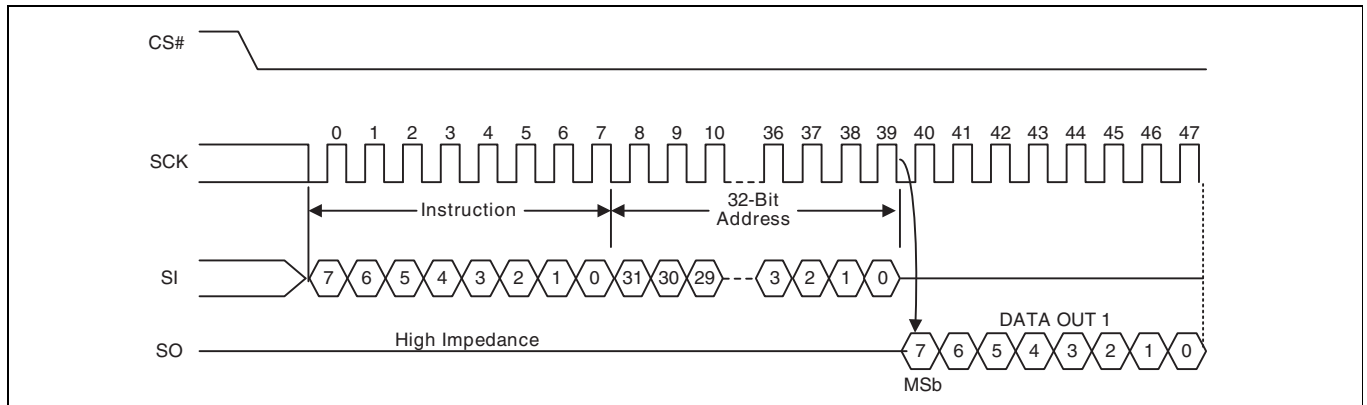 CS#
0 1 2 3 4 5 6 7 8 9 10 36 37 38 39 40 41 42 43 44 45 46 47
SCK
Instruction
32-Bit
Address
SI 7 6 5 4 3 2 1 0 31 30 29 3 2 1 0
DATA OUT 1
High Impedance
SO 7 6 5 4 3 2 1 0
MSb